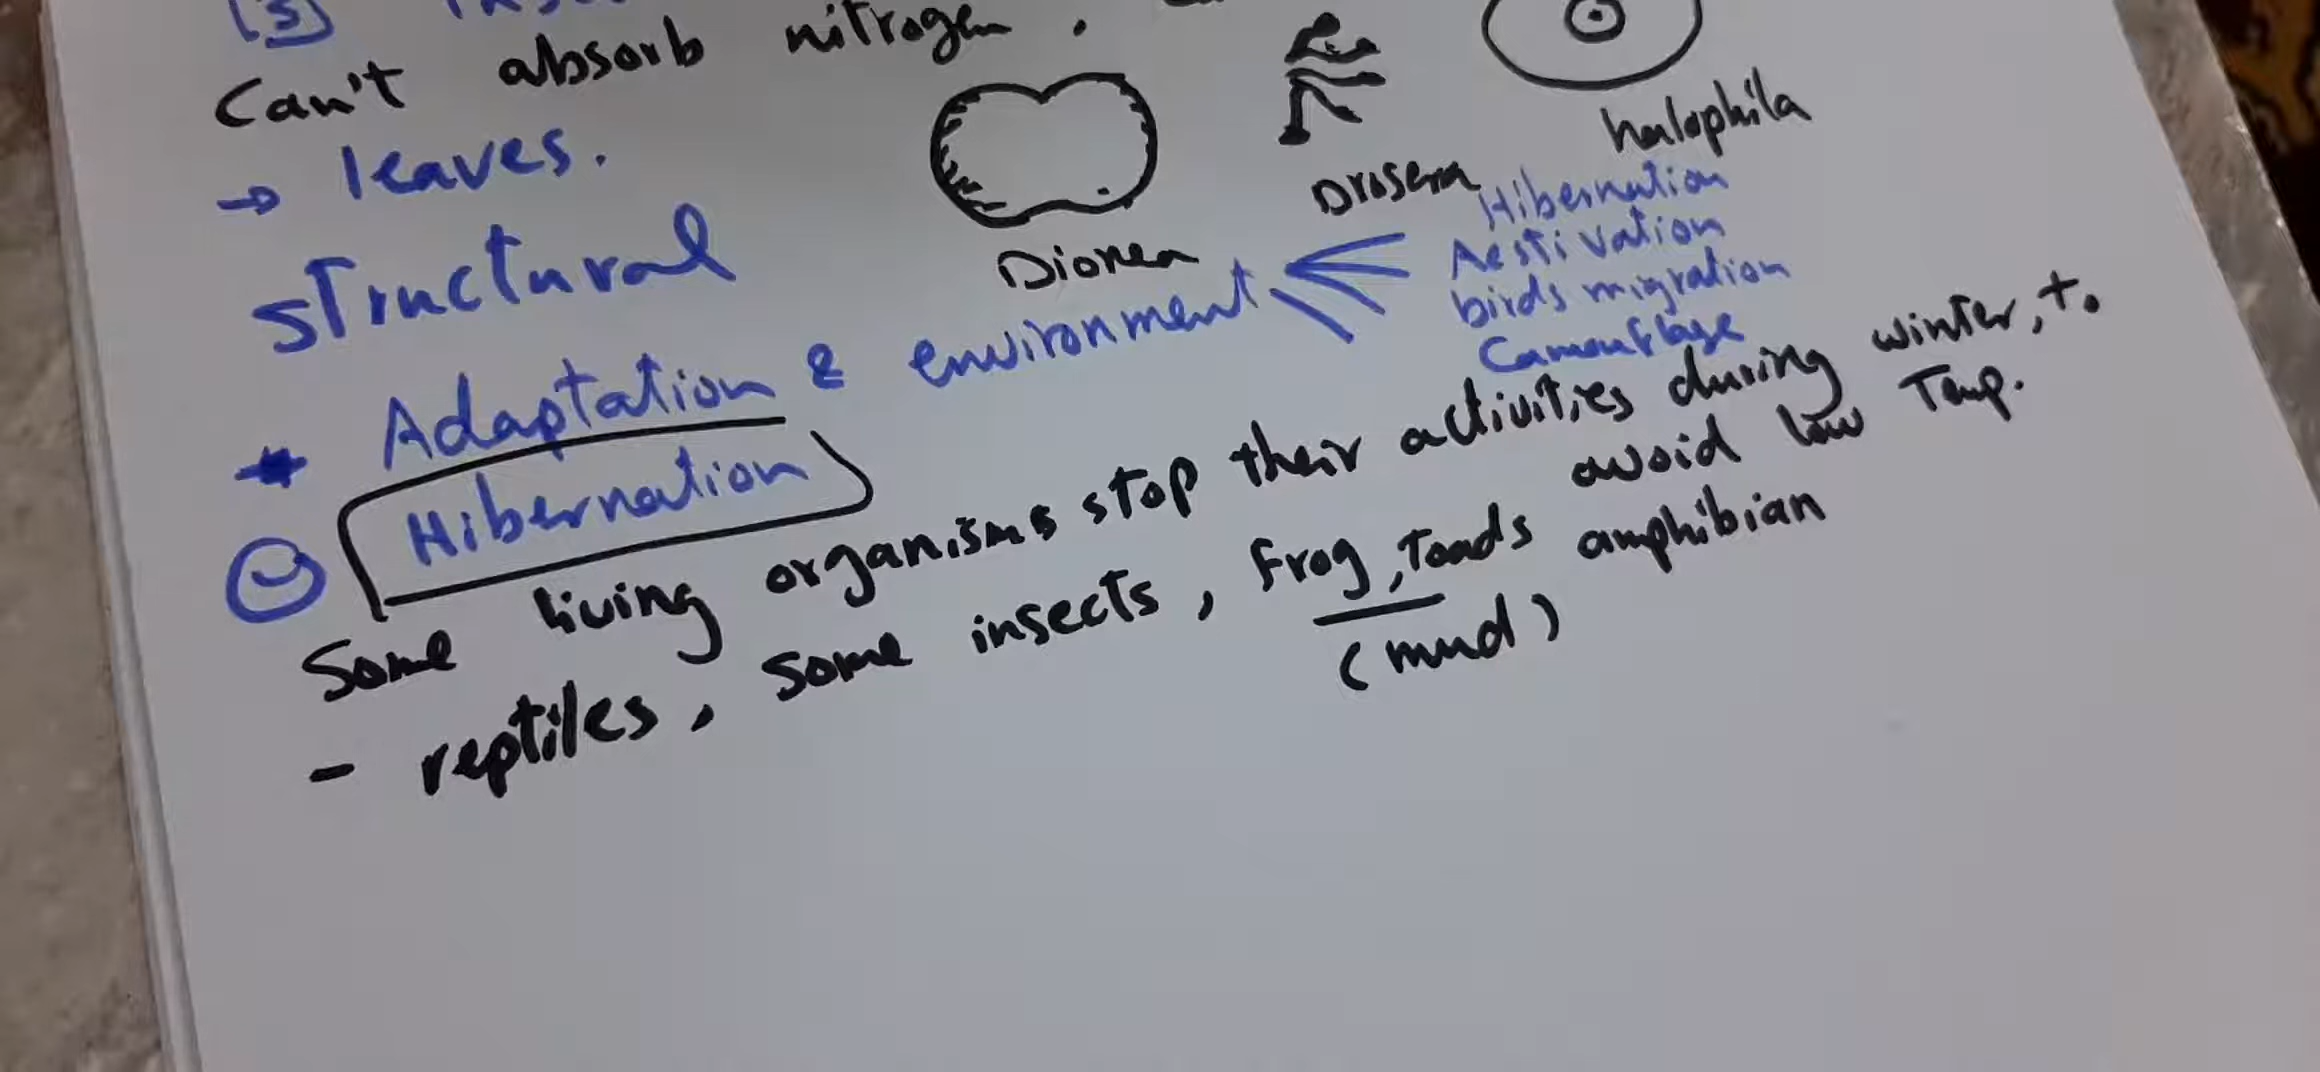 [3]
Can't absorb nitrogen.
→ leaves.
Structural
Dionea
Drosera
halophila
* Adaptation & environment
Hibernation
Aestivation
birds migration
Camouflage
Hibernation
Some living organisms stop their activities during winter, to
avoid low Temp.
- reptiles, some insects, frog, Toads amphibian
(mud)